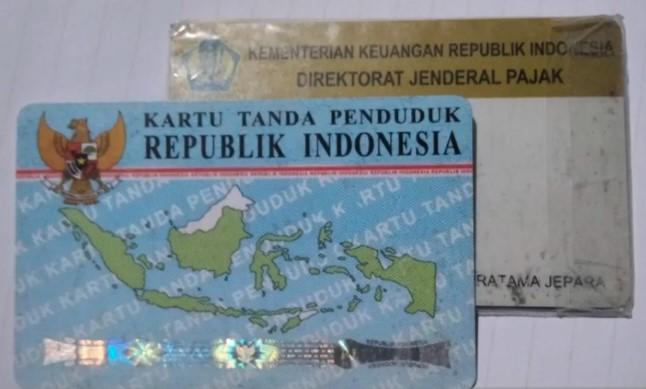 KEMENTERIAN KEUANGAN REPUBLIK INDONESIA
DIREKTORAT JENDERAL PAJAK
KARTU TANDA PENDUDUK
REPUBLIK INDONESIA
RATAMA JEPARA